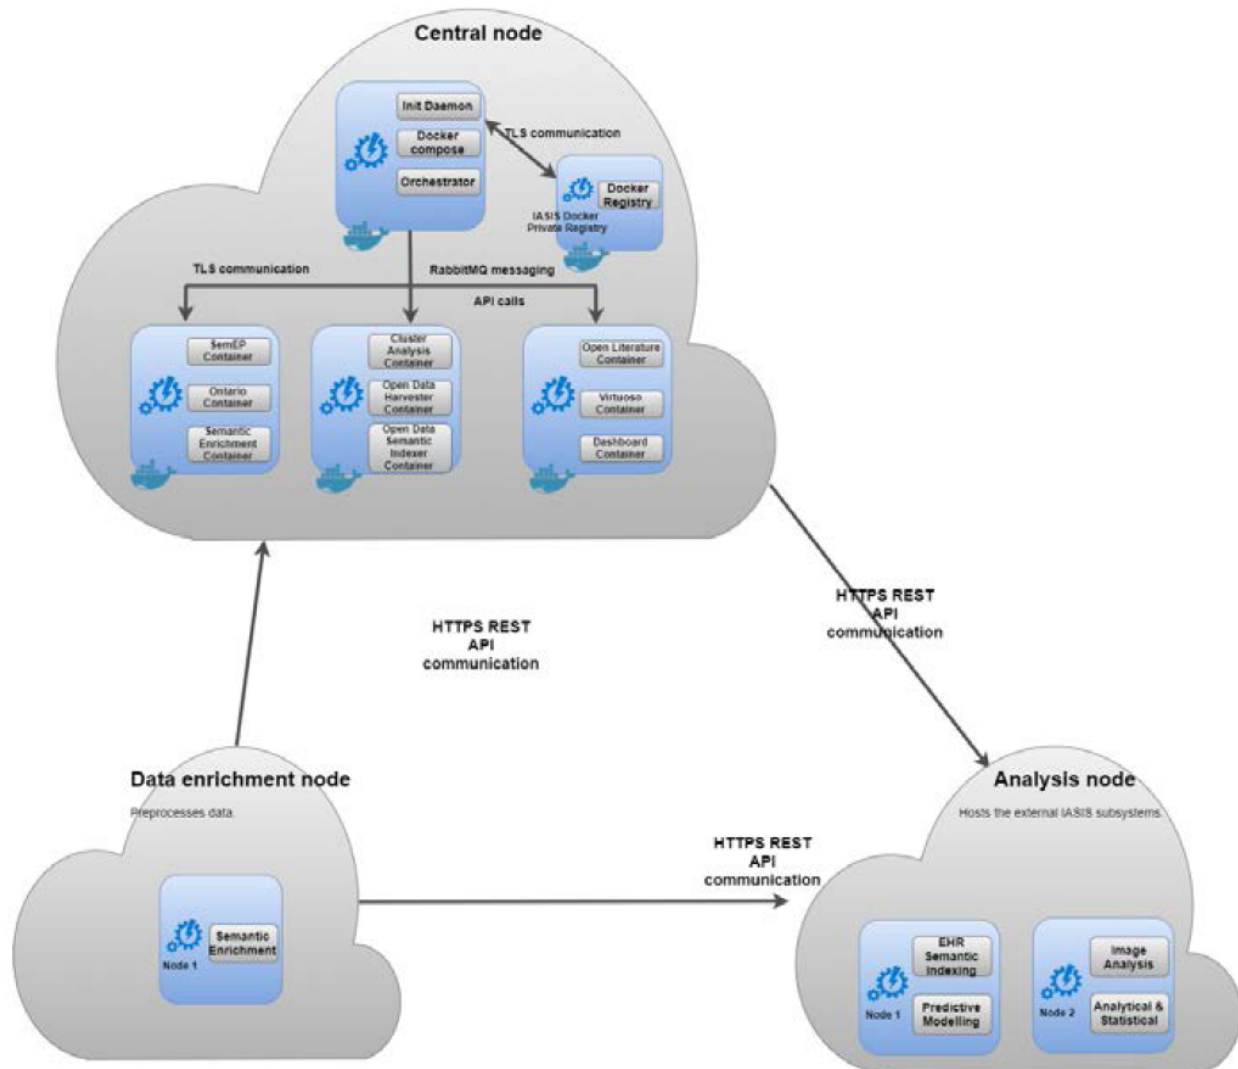 Central node
Init Daemon
Docker
compose
Orchestrator
TLS communication
Docker
Registry
IASIS Docker
Private Registry
TLS communication
RabbitMQ messaging
API calls
SemEP
Container
Ontario
Container
Semantic
Enrichment
Container
Cluster
Analysis
Container
Open Data
Harvester
Container
Open Data
Semantic
Indexer
Container
Open Literature
Container
Virtuoso
Container
Dashboard
Container
HTTPS REST
API
communication
HTTPS REST
API
communication
Data enrichment node
Preprocesses data.
Semantic
Enrichment
Node 1
HTTPS REST
API
communication
Analysis node
Hosts the external IASIS subsystems.
EHR
Semantic
Indexing
Predictive
Modelling
Node 1
Image
Analysis
Analytical &
Statistical
Node 2